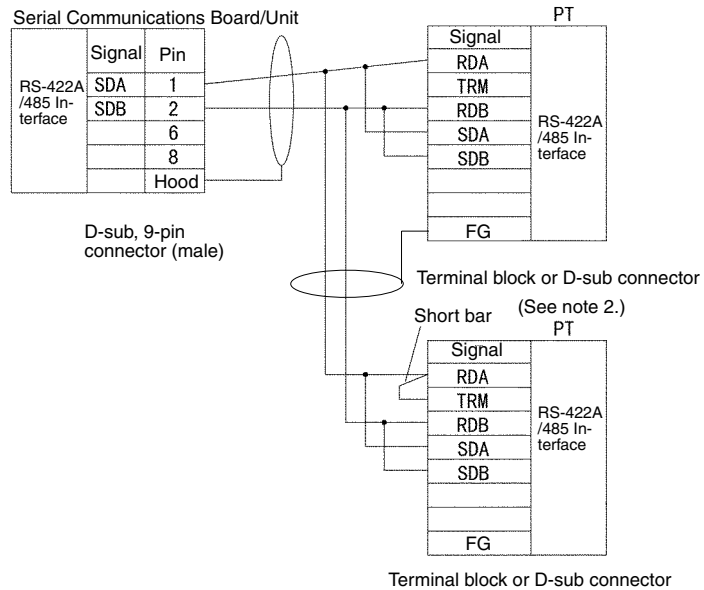 Serial Communications Board/Unit
Signal Pin
RS-422A
/485 In-
terface
SDA 1
SDB 2
6
8
Hood
D-sub, 9-pin
connector (male)
PT
Signal
RDA
TRM
RDB
SDA
SDB
FG
RS-422A
/485 In-
terface
Terminal block or D-sub connector
(See note 2.)
Short bar
PT
Signal
RDA
TRM
RDB
SDA
SDB
FG
RS-422A
/485 In-
terface
Terminal block or D-sub connector